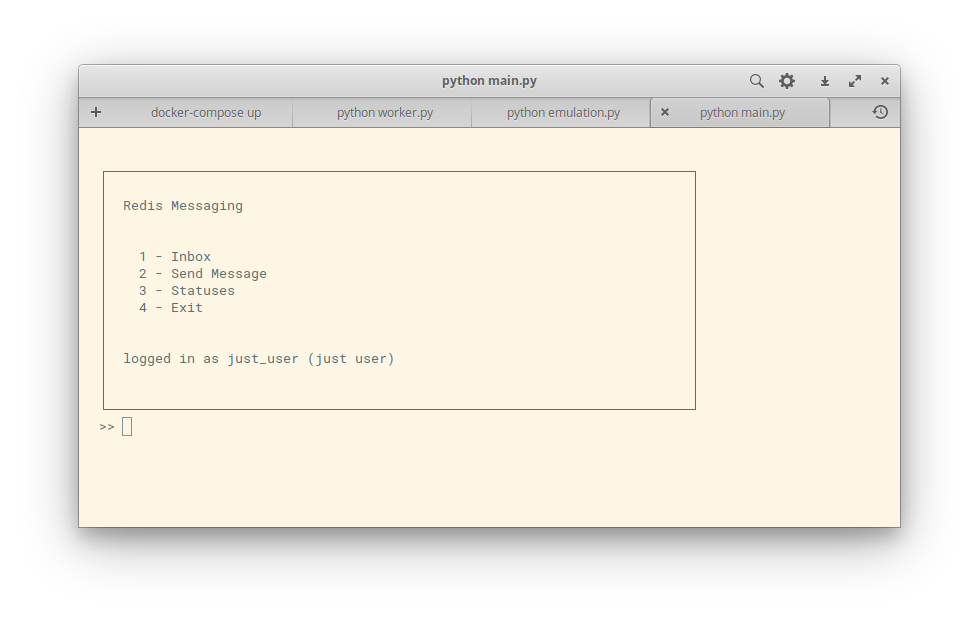 python main.py
docker-compose up
python worker.py
python emulation.py
python main.py
Redis Messaging
1 - Inbox
2 - Send Message
3 - Statuses
4 - Exit
logged in as just_user (just user)
>>